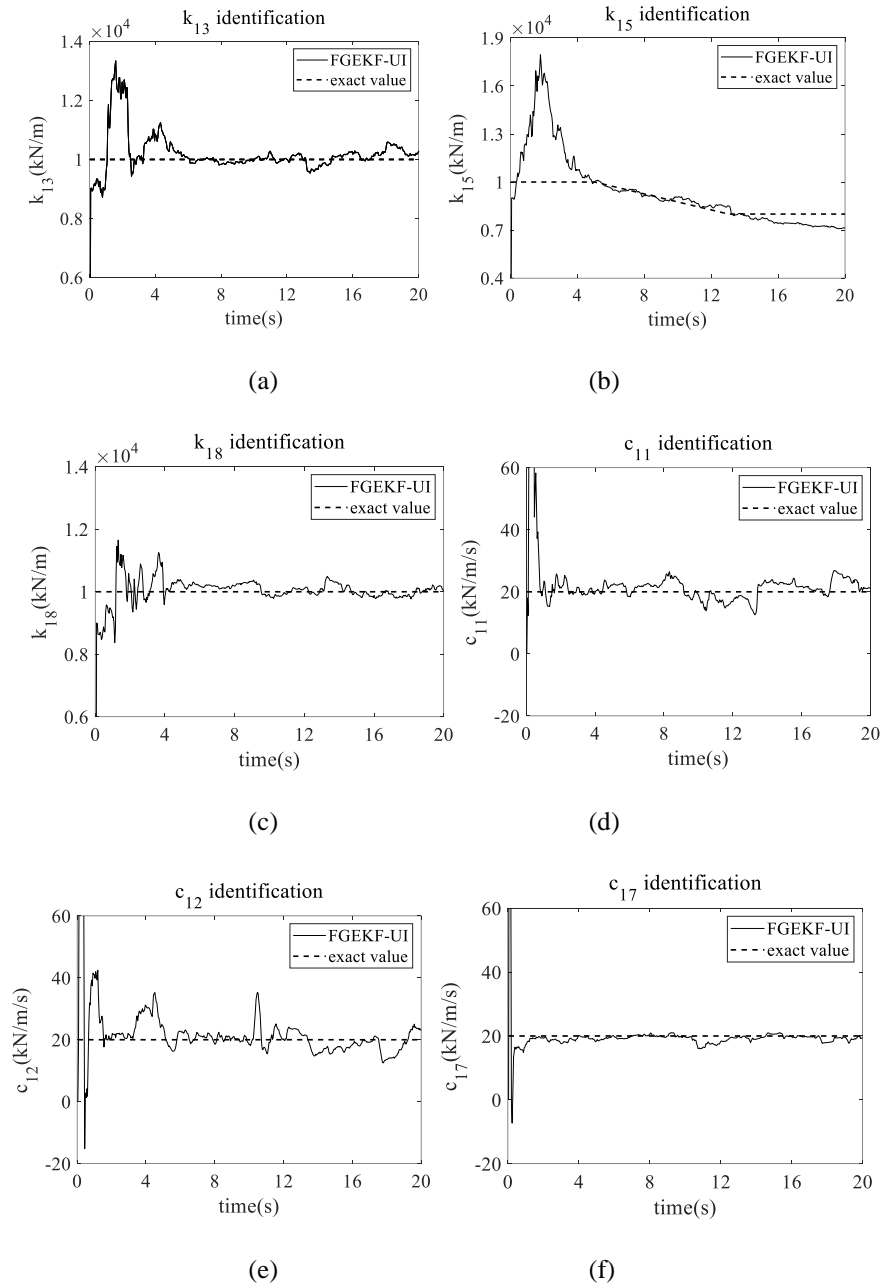 k13 identification
×10^4
1.4
1.2
1
0.8
0.6
k13(kN/m)
0 4 8 12 16 20
time(s)
FGEKF-UI
exact value
(a)
k15 identification
×10^4
1.9
1.6
1.3
1
0.7
0.4
k15(kN/m)
0 4 8 12 16 20
time(s)
FGEKF-UI
exact value
(b)
k18 identification
×10^4
1.4
1.2
1
0.8
0.6
k18(kN/m)
0 4 8 12 16 20
time(s)
FGEKF-UI
exact value
(c)
c11 identification
60
40
20
0
-20
c11(kN/m/s)
0 4 8 12 16 20
time(s)
FGEKF-UI
exact value
(d)
c12 identification
60
40
20
0
-20
c12(kN/m/s)
0 4 8 12 16 20
time(s)
FGEKF-UI
exact value
(e)
c17 identification
60
40
20
0
-20
c17(kN/m/s)
0 4 8 12 16 20
time(s)
FGEKF-UI
exact value
(f)